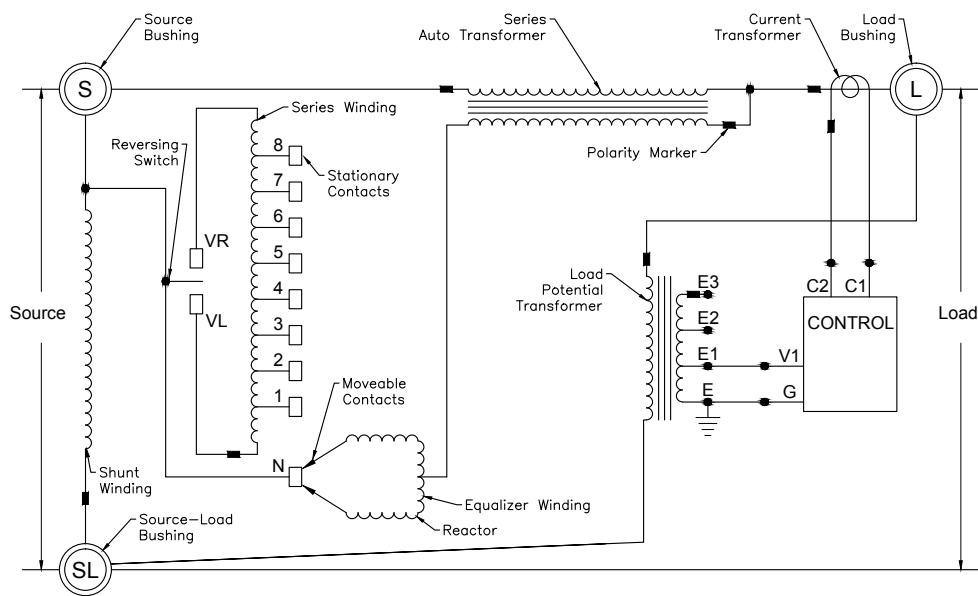 Source
Bushing
Series
Auto Transformer
Current
Transformer
Load
Bushing
S
L
Series Winding
Reversing
Switch
8
7
6
5
4
3
2
1
Stationary
Contacts
Polarity Marker
VR
VL
Source
Load
Potential
Transformer
E3
E2
E1
E
C2
C1
CONTROL
V1
G
Load
Moveable
Contacts
N
Shunt
Winding
Equalizer Winding
Reactor
Source-Load
Bushing
SL